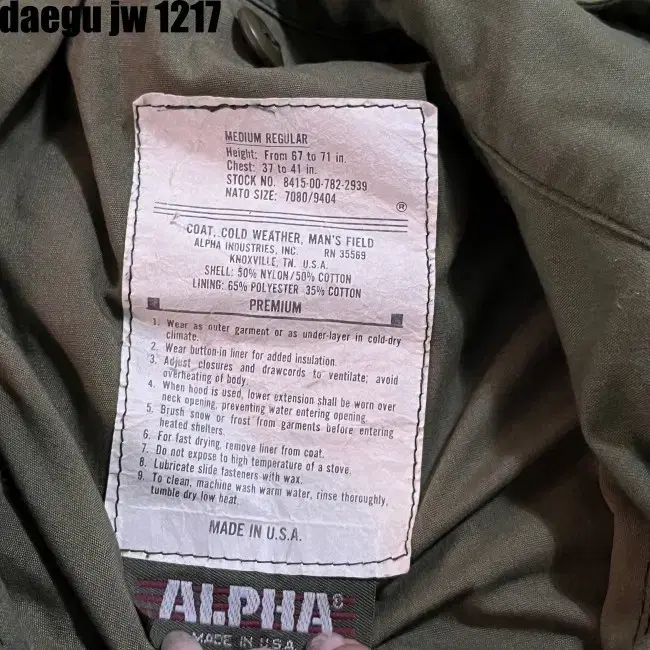 daegu jw 1217
MEDIUM REGULAR
Height: From 67 to 71 in.
Chest: 37 to 41 in.
STOCK NO. 8415-00-782-2939
NATO SIZE: 7080/9404
®
COAT, COLD WEATHER, MAN'S FIELD
ALPHA INDUSTRIES, INC. RN 35569
KNOXVILLE, TN. U.S.A.
SHELL: 50% NYLON/50% COTTON
LINING: 65% POLYESTER 35% COTTON
PREMIUM
1. Wear as outer garment or as under-layer in cold-dry
climate.
2. Wear button-in liner for added insulation.
3. Adjust closures and drawcords to ventilate; avoid
overheating of body.
4. When hood is used, lower extension shall be worn over
neck opening, preventing water entering opening.
5. Brush snow or frost from garments before entering
heated shelters.
6. For fast drying, remove liner from coat.
7. Do not expose to high temperature of a stove.
8. Lubricate slide fasteners with wax.
9. To clean, machine wash warm water, rinse thoroughly,
tumble dry low heat.
MADE IN U.S.A.
ALPHA®
MADE IN U.S.A.